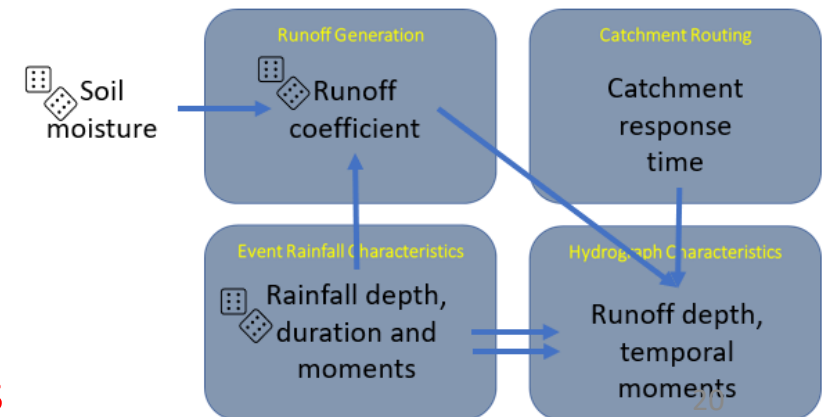 Runoff Generation
Runoff
coefficient
Catchment Routing
Catchment
response
time
Soil
moisture
Event Rainfall Characteristics
Rainfall depth,
duration and
moments
Hydrograph Characteristics
Runoff depth,
temporal
moments
20